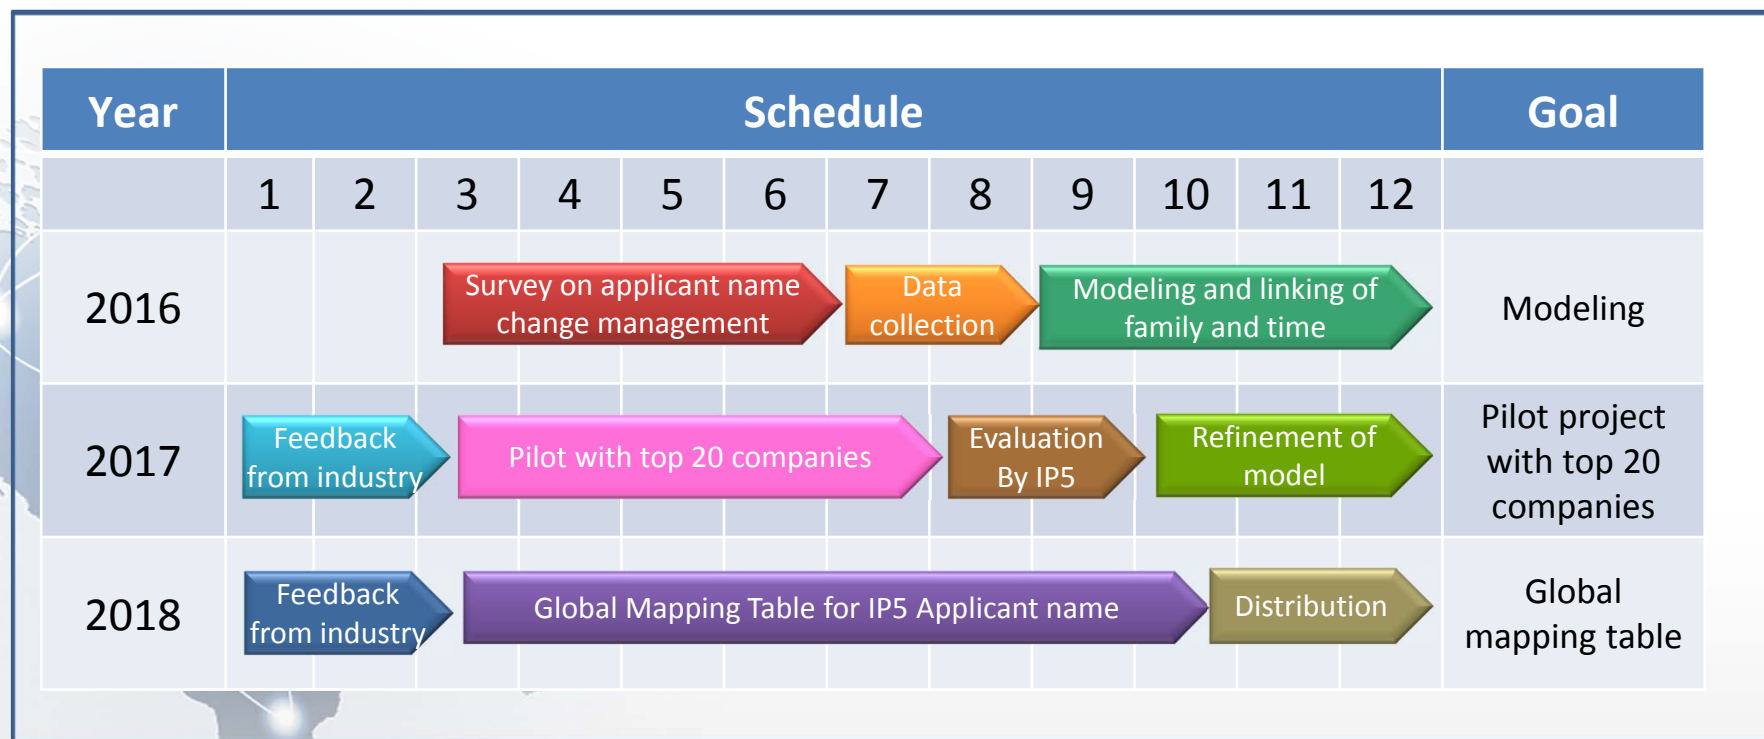 Year Schedule Goal
1 2 3 4 5 6 7 8 9 10 11 12
2016
Survey on applicant name
change management
Data
collection
Modeling and linking of
family and time
Modeling
2017
Feedback
from industry
Pilot with top 20 companies
Evaluation
By IP5
Refinement of
model
Pilot project
with top 20
companies
2018
Feedback
from industry
Global Mapping Table for IP5 Applicant name
Distribution
Global
mapping table